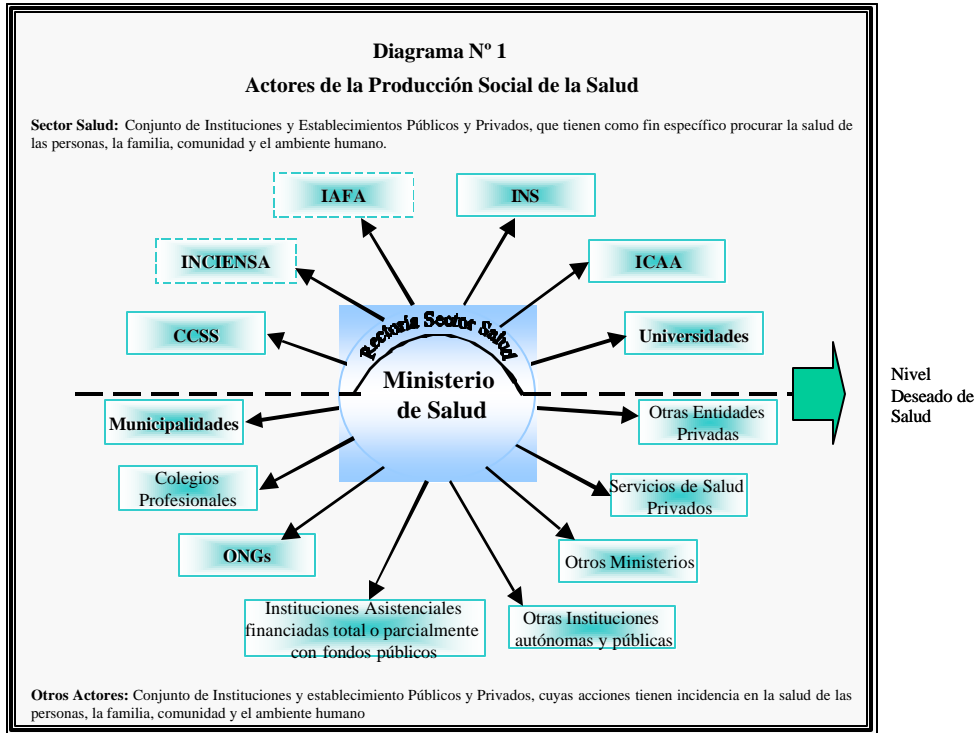 Diagrama Nº 1
Actores de la Producción Social de la Salud
Sector Salud: Conjunto de Instituciones y Establecimientos Públicos y Privados, que tienen como fin específico procurar la salud de
las personas, la familia, comunidad y el ambiente humano.
IAFA
INS
INCIENSA
ICAA
CCSS
Rectoría Sector Salud
Universidades
Ministerio
de Salud
Nivel
Deseado de
Salud
Municipalidades
Otras Entidades
Privadas
Colegios
Profesionales
Servicios de Salud
Privados
ONGs
Otros Ministerios
Instituciones Asistenciales
financiadas total o parcialmente
con fondos públicos
Otras Instituciones
autónomas y públicas
Otros Actores: Conjunto de Instituciones y establecimiento Públicos y Privados, cuyas acciones tienen incidencia en la salud de las
personas, la familia, comunidad y el ambiente humano